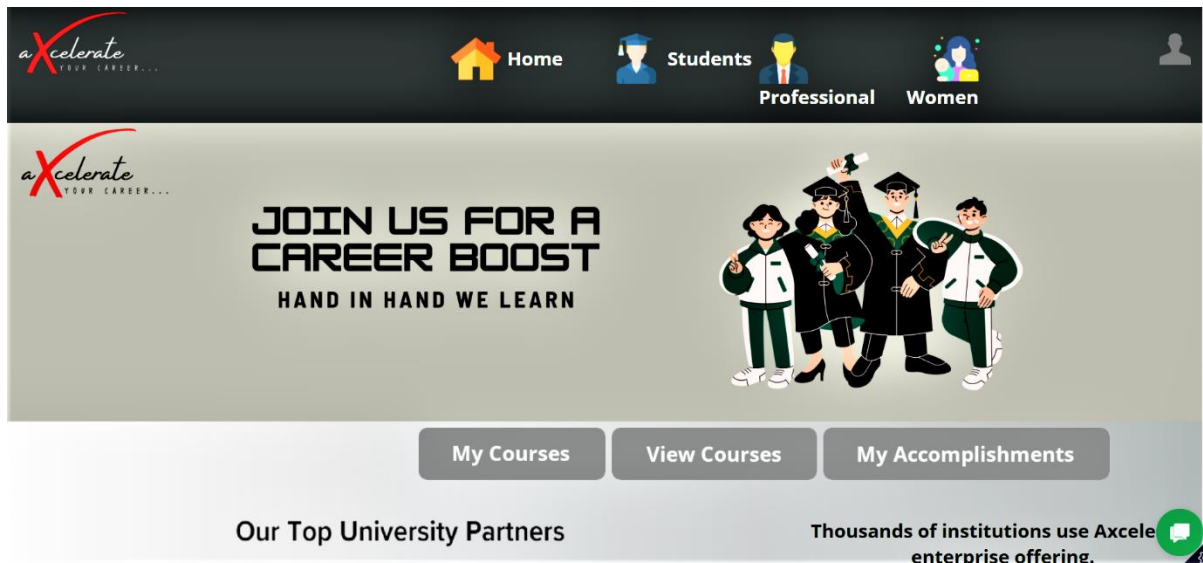 aXcelerate
YOUR CAREER...
Home
Students
Professional
Women
aXcelerate
YOUR CAREER...
JOIN US FOR A
CAREER BOOST
HAND IN HAND WE LEARN
My Courses
View Courses
My Accomplishments
Our Top University Partners
Thousands of institutions use Axcele
enterprise offering.